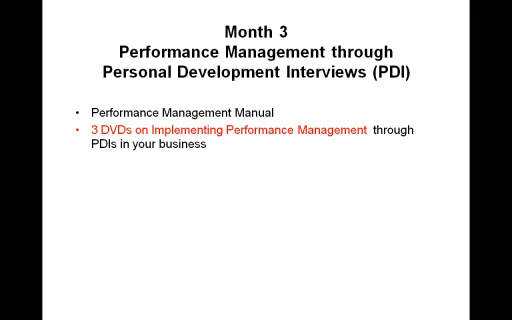 Month 3
Performance Management through
Personal Development Interviews (PDI)
• Performance Management Manual
• 3 DVDs on Implementing Performance Management through
PDIs in your business